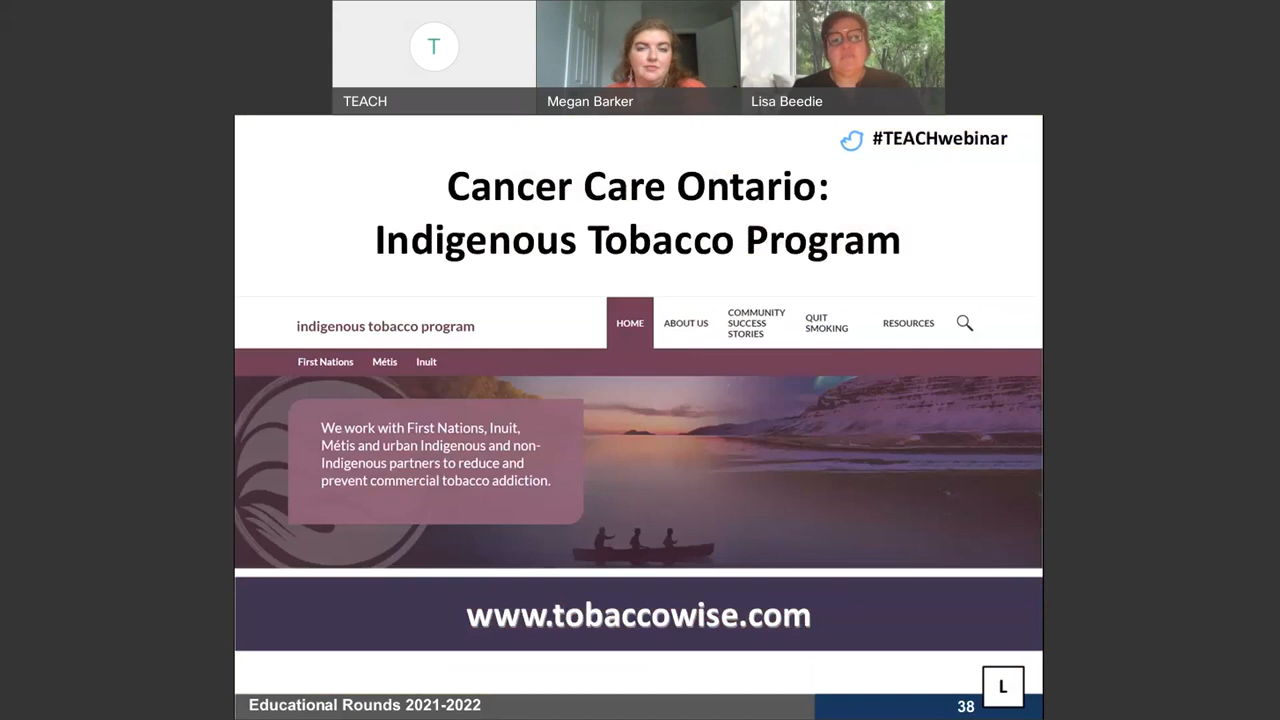 T
TEACH
Megan Barker
Lisa Beedie
#TEACHwebinar
Cancer Care Ontario:
Indigenous Tobacco Program
indigenous tobacco program
HOME
ABOUT US
COMMUNITY
SUCCESS
STORIES
QUIT
SMOKING
RESOURCES
First Nations Métis Inuit
We work with First Nations, Inuit,
Métis and urban Indigenous and non-
Indigenous partners to reduce and
prevent commercial tobacco addiction.
www.tobaccowise.com
L
Educational Rounds 2021-2022
38